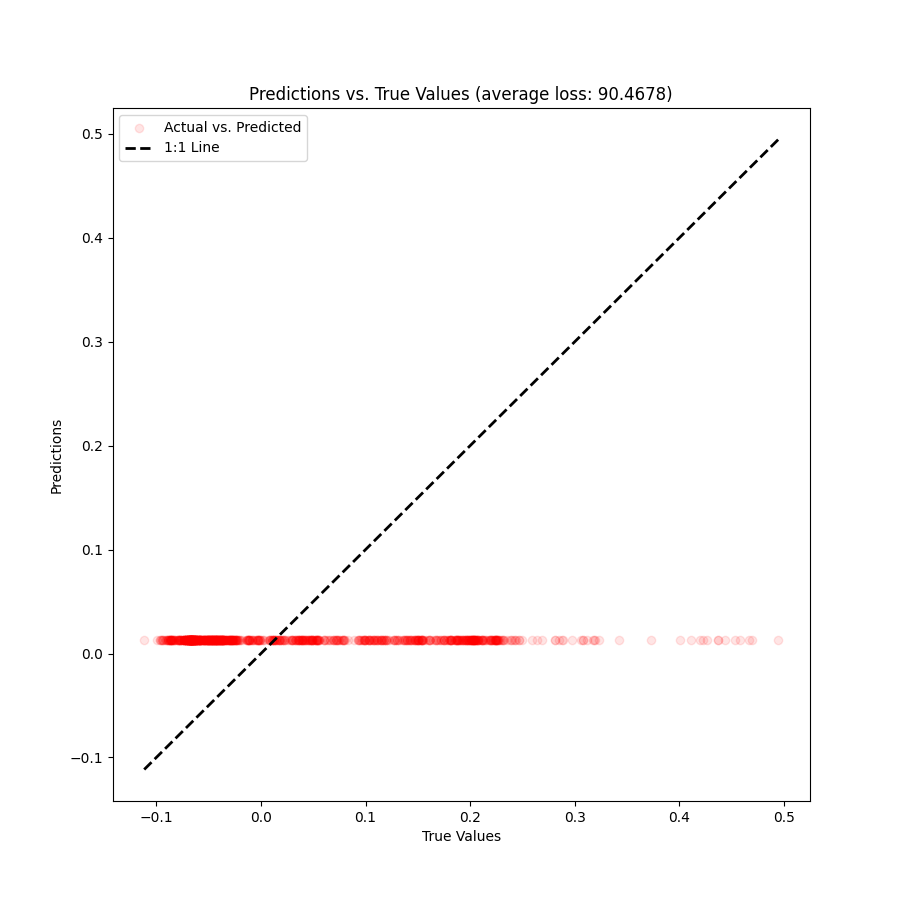 Predictions vs. True Values (average loss: 90.4678)
Actual vs. Predicted
1:1 Line
0.5
0.4
0.3
0.2
0.1
0.0
−0.1
Predictions
−0.1 0.0 0.1 0.2 0.3 0.4 0.5
True Values